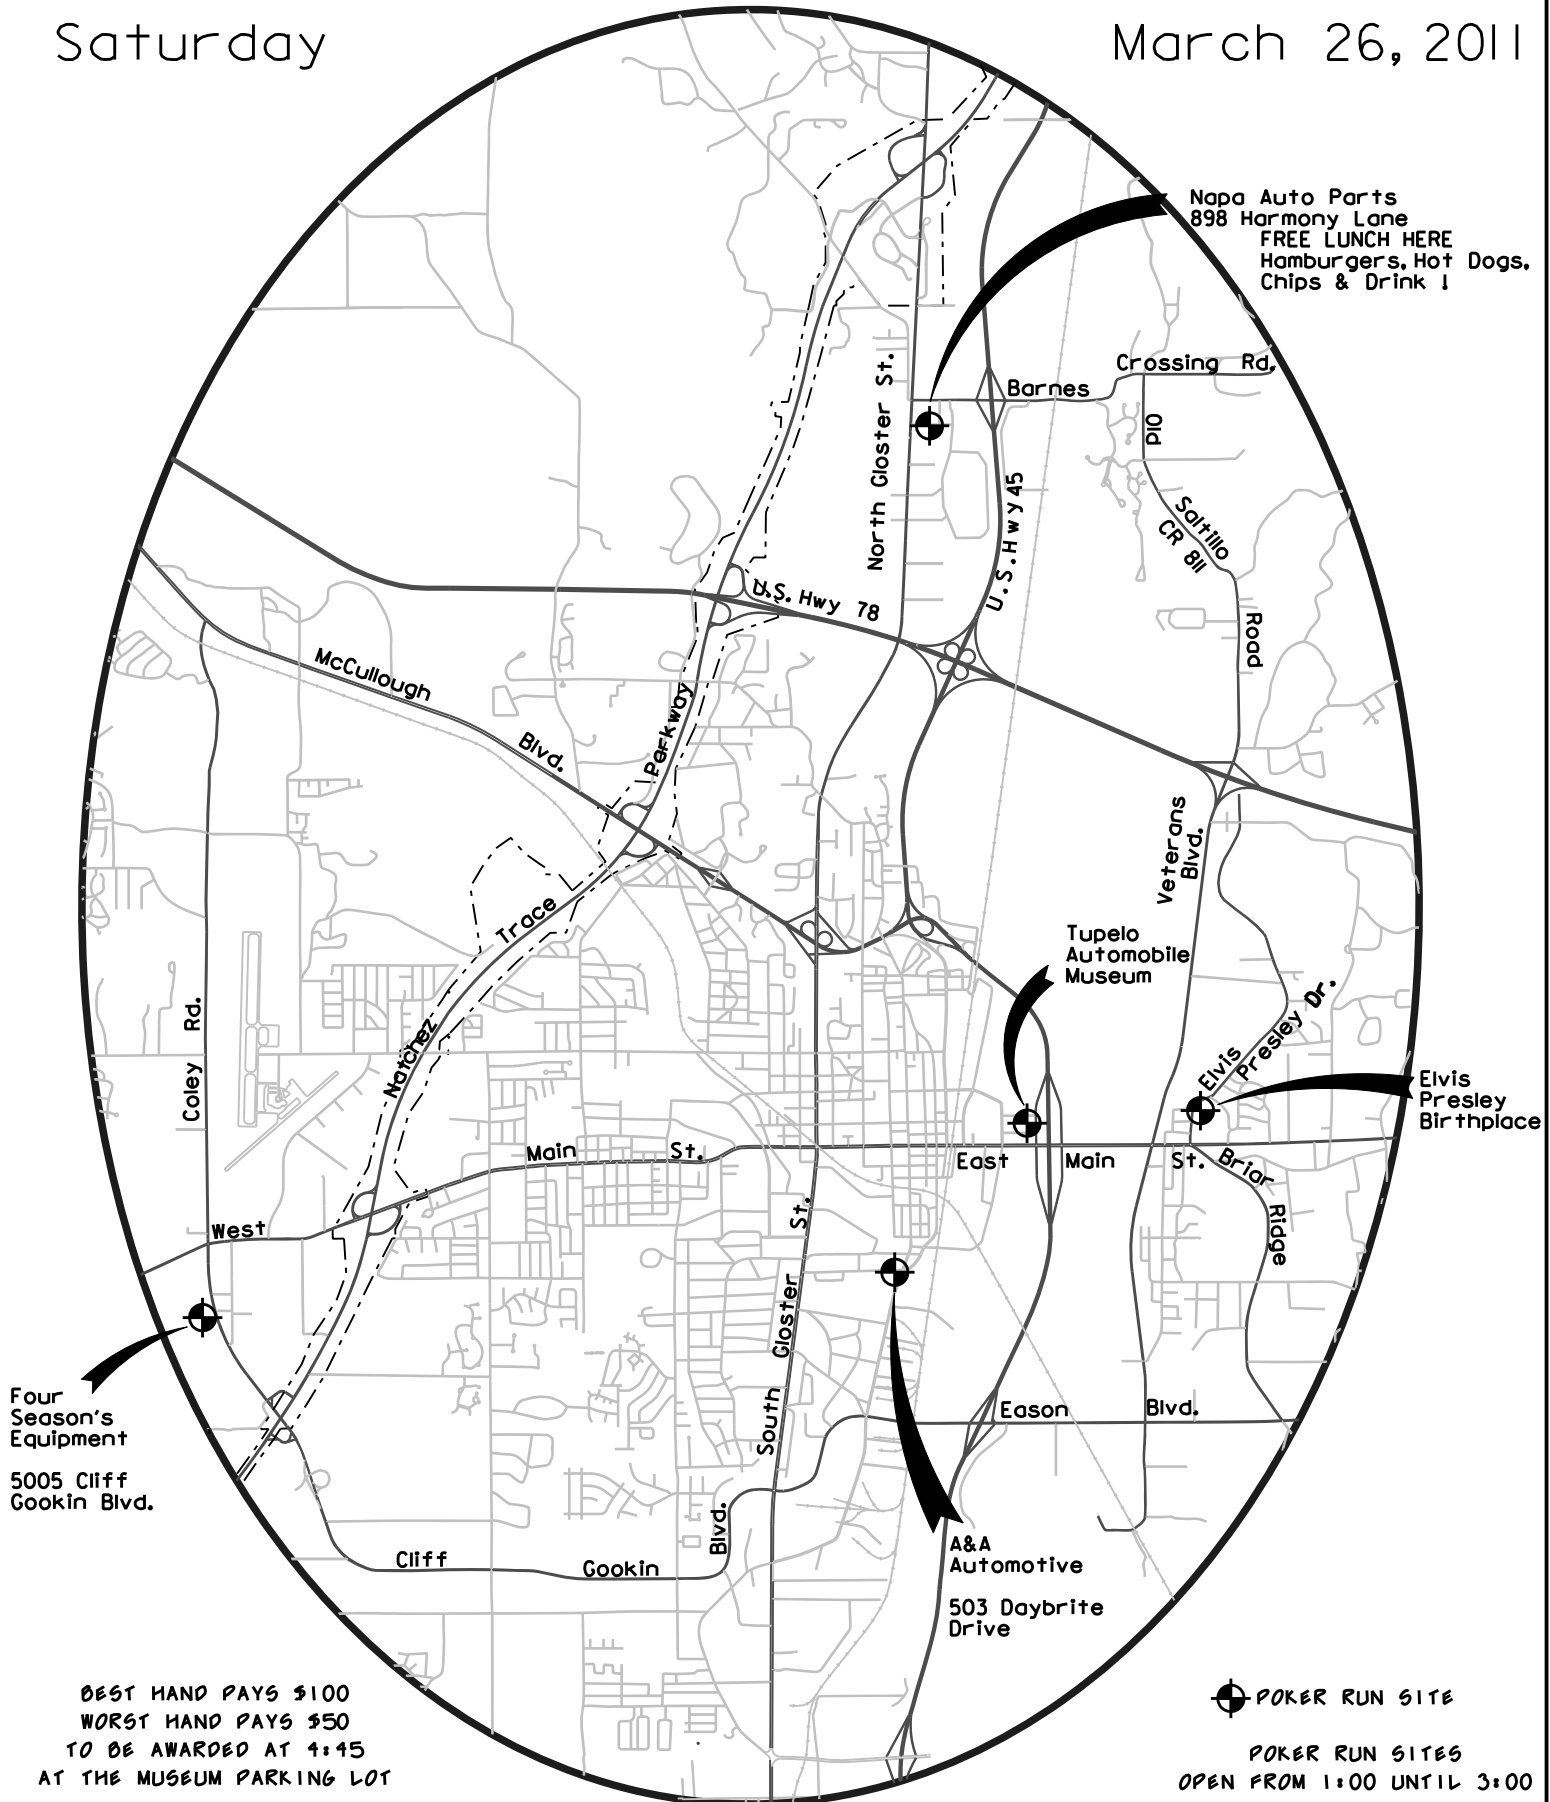 Saturday
March 26, 2011
Napa Auto Parts
898 Harmony Lane
FREE LUNCH HERE
Hamburgers, Hot Dogs,
Chips & Drink !
Crossing Rd.
Barnes
North Gloster St.
Old
U.S. Hwy 45
Saltillo
CR 811
U.S. Hwy 78
Road
McCullough
Blvd.
Parkway
Veterans
Blvd.
Trace
Tupelo
Automobile
Museum
Coley Rd.
Natchez
Elvis
Presley Dr.
Elvis
Presley
Birthplace
Main St.
East Main St.
Briar
Ridge
West
South Gloster St.
Four
Season's
Equipment
5005 Cliff
Gookin Blvd.
Eason Blvd.
Cliff Gookin Blvd.
A&A
Automotive
503 Daybrite
Drive
BEST HAND PAYS $100
WORST HAND PAYS $50
TO BE AWARDED AT 4:45
AT THE MUSEUM PARKING LOT
POKER RUN SITE
POKER RUN SITES
OPEN FROM 1:00 UNTIL 3:00